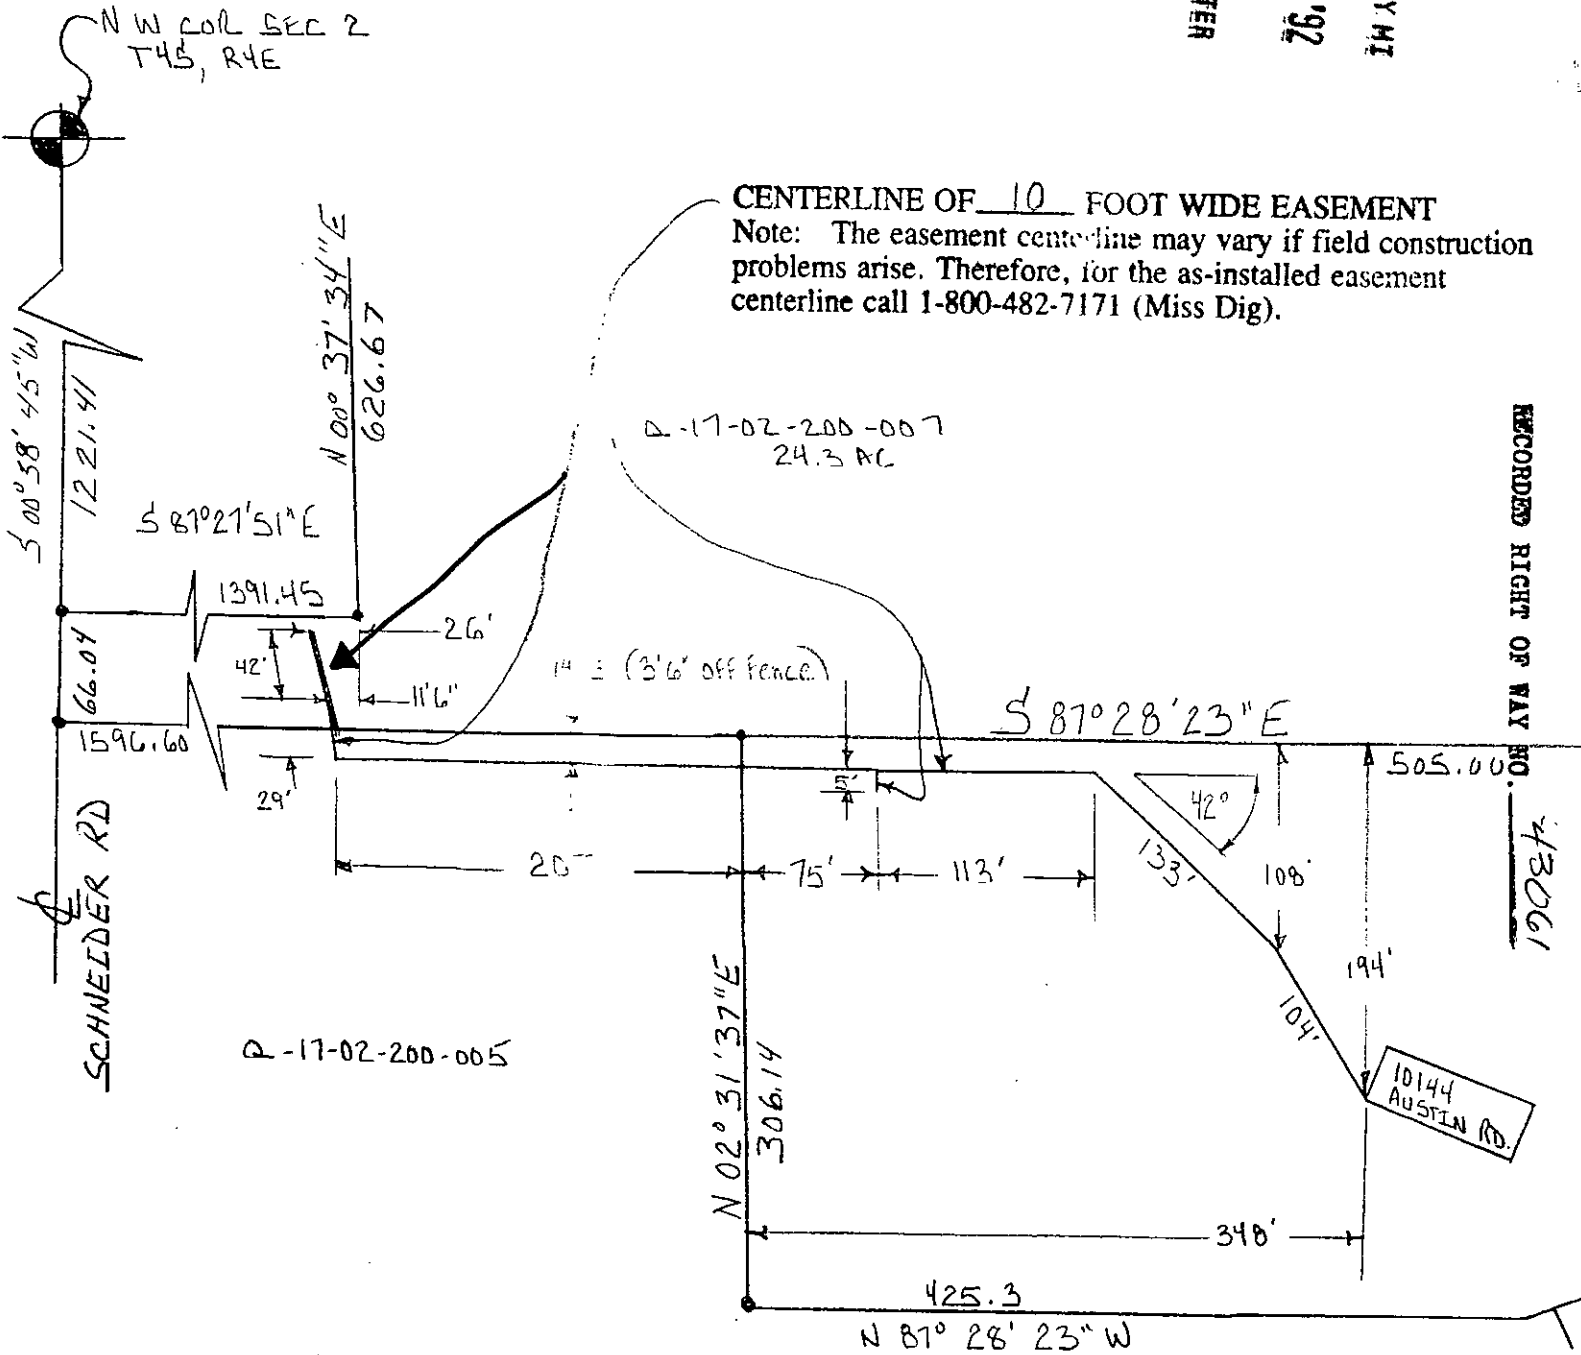 N W COR SEC 2
T4S, R4E
TER
'92
Y MI
CENTERLINE OF 10 FOOT WIDE EASEMENT
Note: The easement centerline may vary if field construction
problems arise. Therefore, for the as-installed easement
centerline call 1-800-482-7171 (Miss Dig).
S 00° 38' 45" W
1221.41
N 00° 37' 34" E
626.67
Q-17-02-200-007
24.3 AC
S 87° 27' 51" E
1391.45
26'
42'
11'6"
66.04
1596.60
29'
(3'6" OFF Fence)
5'
S 87° 28' 23" E
505.00
42°
RECORDED RIGHT OF WAY NO. 43061
20
75'
113'
133'
108'
194'
104'
SCHNEIDER RD
Q-17-02-200-005
N 02° 31' 37" E
306.14
10144
AUSTIN RD.
348'
425.3
N 87° 28' 23" W